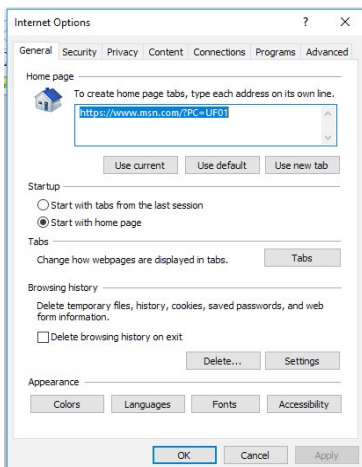 Internet Options
? X
General Security Privacy Content Connections Programs Advanced
Home page
To create home page tabs, type each address on its own line.
https://www.msn.com/?PC=UF01
Use current Use default Use new tab
Startup
Start with tabs from the last session
Start with home page
Tabs
Change how webpages are displayed in tabs. Tabs
Browsing history
Delete temporary files, history, cookies, saved passwords, and web
form information.
Delete browsing history on exit
Delete... Settings
Appearance
Colors Languages Fonts Accessibility
OK Cancel Apply